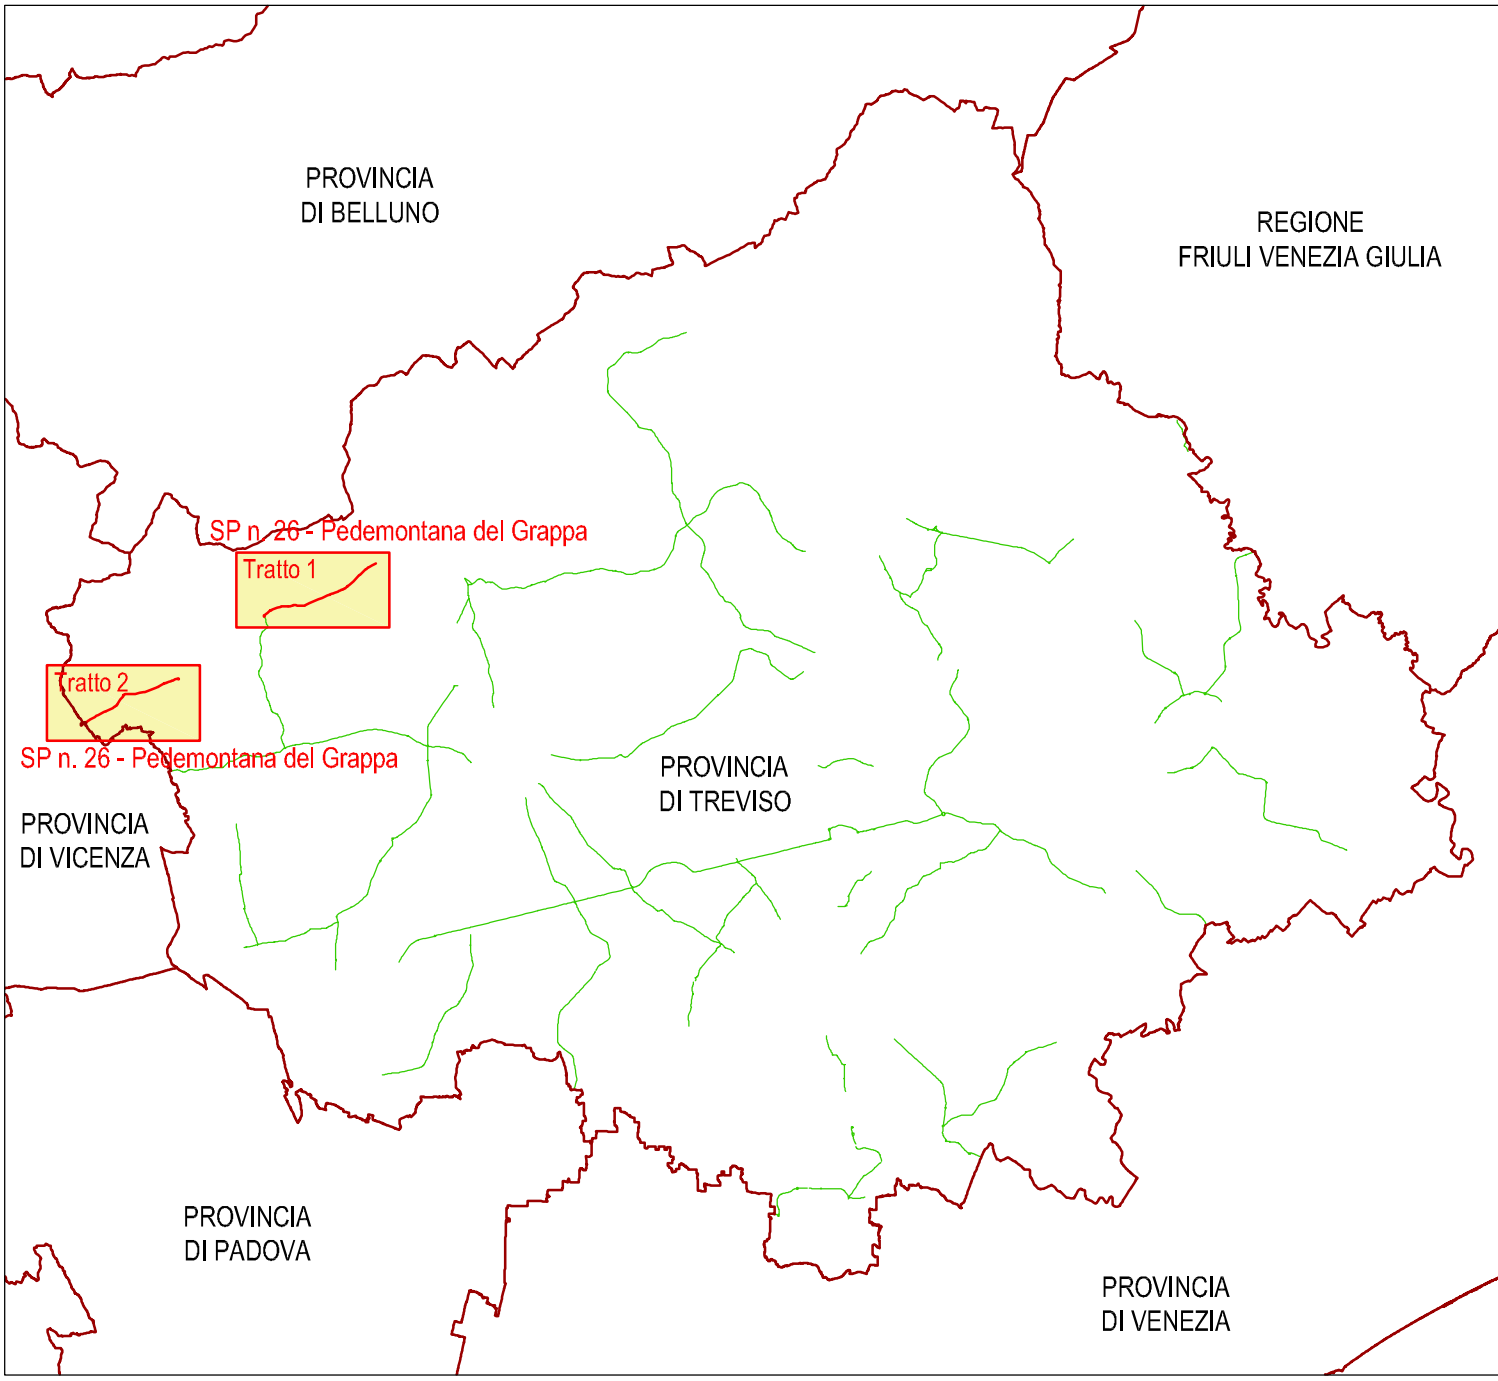 PROVINCIA
DI BELLUNO
REGIONE
FRIULI VENEZIA GIULIA
SP n. 26 - Pedemontana del Grappa
Tratto 1
Tratto 2
SP n. 26 - Pedemontana del Grappa
PROVINCIA
DI TREVISO
PROVINCIA
DI VICENZA
PROVINCIA
DI PADOVA
PROVINCIA
DI VENEZIA